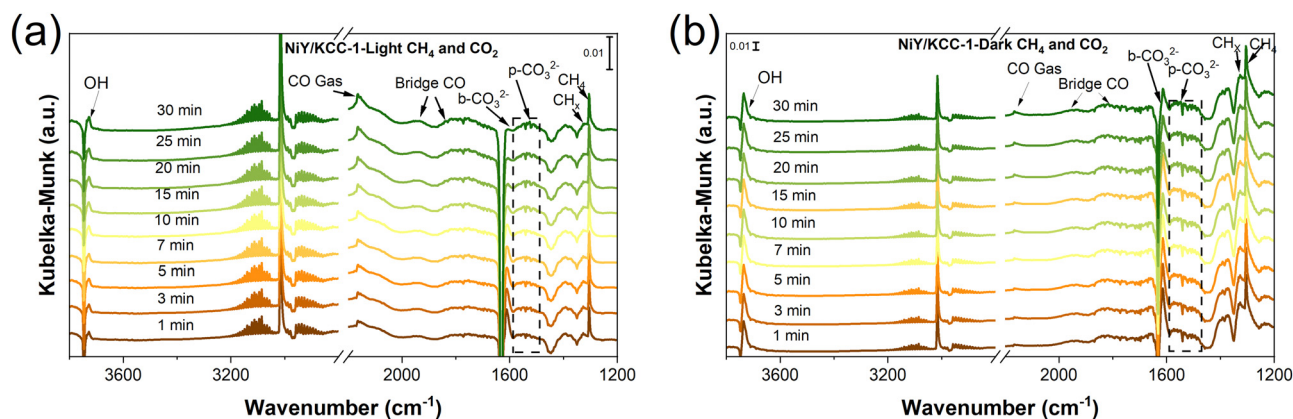 (a)
NiY/KCC-1-Light CH₄ and CO₂
0.01
OH
CO Gas
Bridge CO
b-CO₃²⁻
p-CO₃²⁻
CH₄
CHₓ
30 min
25 min
20 min
15 min
10 min
7 min
5 min
3 min
1 min
Kubelka-Munk (a.u.)
3600
3200
2000
1600
1200
Wavenumber (cm⁻¹)
(b)
0.01
NiY/KCC-1-Dark CH₄ and CO₂
OH
CO Gas
Bridge CO
b-CO₃²⁻
p-CO₃²⁻
CHₓ
CH₄
30 min
25 min
20 min
15 min
10 min
7 min
5 min
3 min
1 min
Kubelka-Munk (a.u.)
3600
3200
2000
1600
1200
Wavenumber (cm⁻¹)